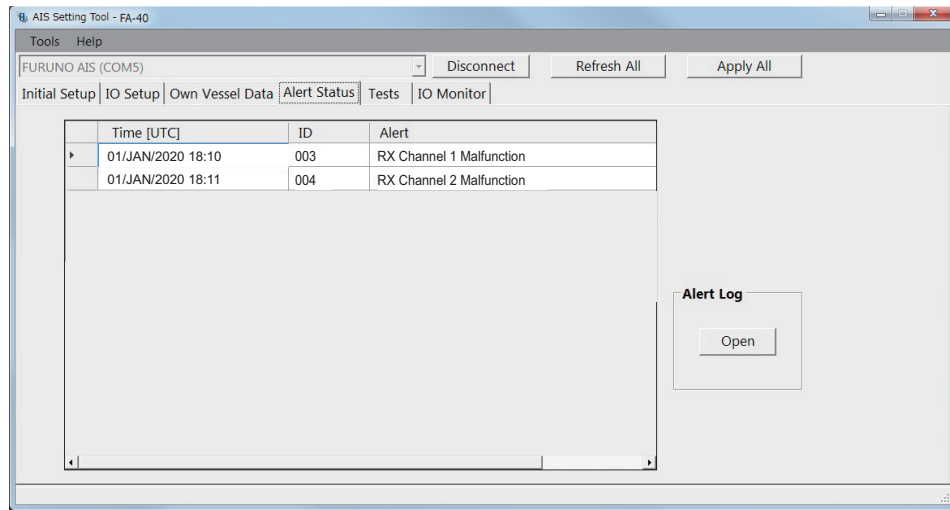 AIS Setting Tool - FA-40
Tools Help
FURUNO AIS (COM5) Disconnect Refresh All Apply All
Initial Setup IO Setup Own Vessel Data Alert Status Tests IO Monitor
Time [UTC] ID Alert
01/JAN/2020 18:10 003 RX Channel 1 Malfunction
01/JAN/2020 18:11 004 RX Channel 2 Malfunction
Alert Log
Open